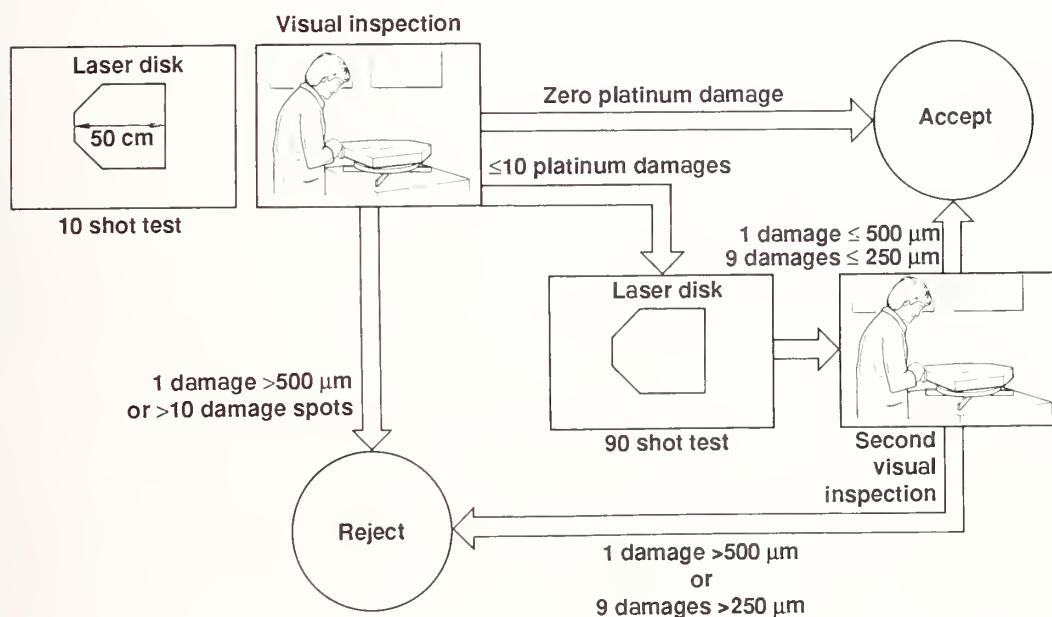 Visual inspection
Laser disk
50 cm
10 shot test
Zero platinum damage
Accept
≤10 platinum damages
1 damage ≤ 500 μm
9 damages ≤ 250 μm
Laser disk
90 shot test
1 damage >500 μm
or >10 damage spots
Second
visual
inspection
Reject
1 damage >500 μm
or
9 damages >250 μm